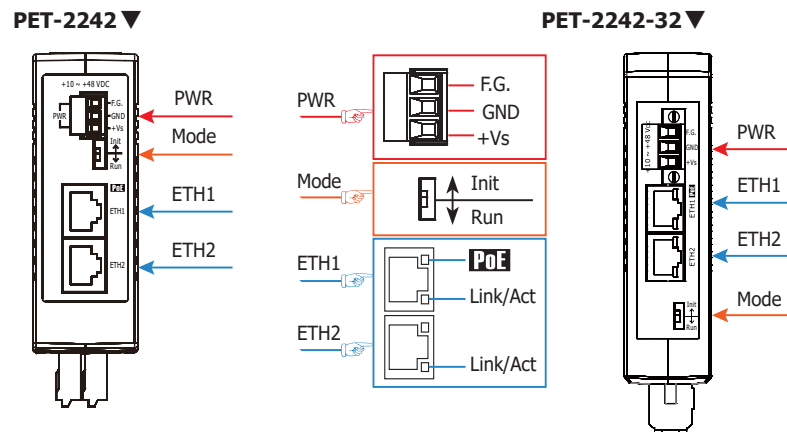 PET-2242▼
+10 ~ +48 VDC
PWR
F.G.
GND
+Vs
Init
Run
PoE
ETH1
ETH2
PWR
Mode
ETH1
ETH2
PWR
F.G.
GND
+Vs
Mode
Init
Run
ETH1
PoE
Link/Act
ETH2
Link/Act
PET-2242-32▼
+10 ~ +48 Vcc
F.G.
GND
+Vs
ETH1 PoE
ETH2
Init
Run
PWR
ETH1
ETH2
Mode